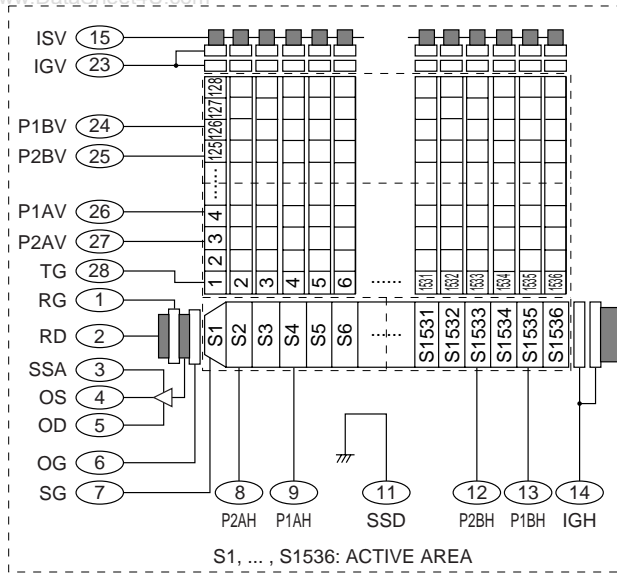 www.DataSheet4U.com
ISV 15
IGV 23
P1BV 24
P2BV 25
P1AV 26
P2AV 27
TG 28
RG 1
RD 2
SSA 3
OS 4
OD 5
OG 6
SG 7
128
127
126
125
......
4
3
2
1 2 3 4 5 6 ...... 1531 1532 1533 1534 1535 1536
S1 S2 S3 S4 S5 S6 ...... S1531 S1532 S1533 S1534 S1535 S1536
8 9 11 12 13 14
P2AH P1AH SSD P2BH P1BH IGH
S1, ... , S1536: ACTIVE AREA